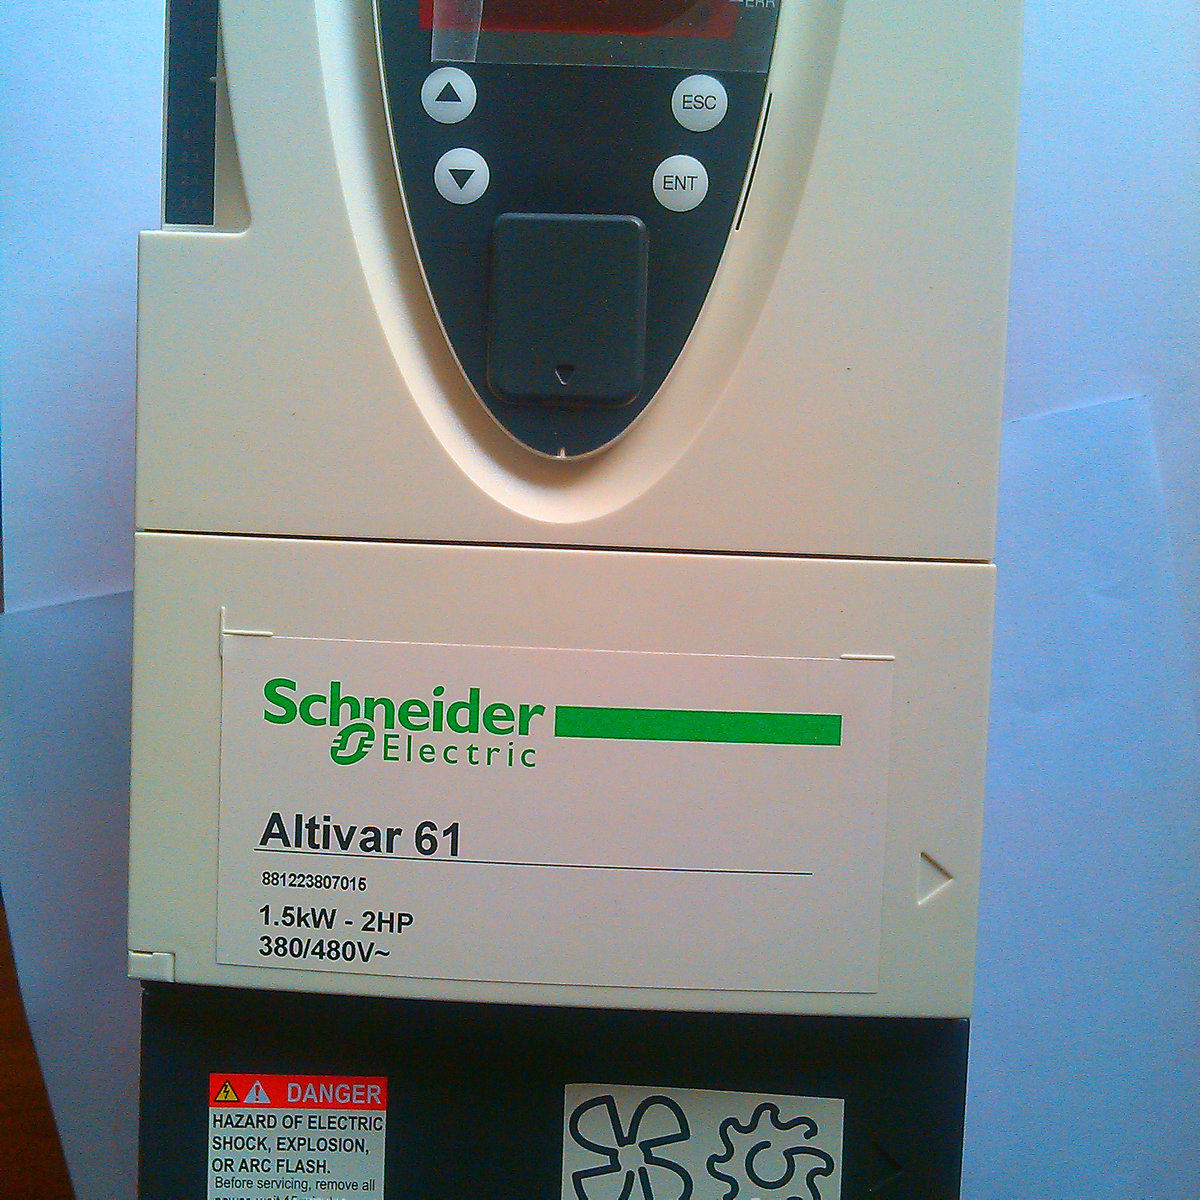 ERR
ESC
ENT
Schneider
Electric
Altivar 61
881223807015
1.5kW - 2HP
380/480V~
DANGER
HAZARD OF ELECTRIC
SHOCK, EXPLOSION,
OR ARC FLASH.
Before servicing, remove all